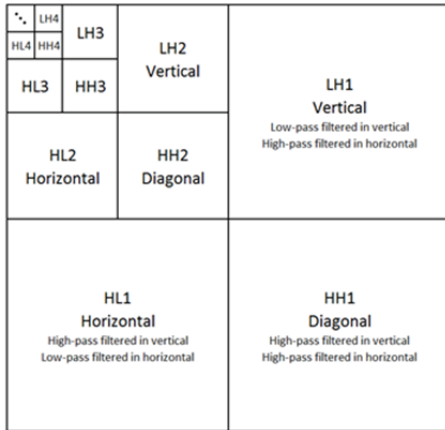 LH4
HL4 HH4
LH3
HL3 HH3
LH2
Vertical
HL2
Horizontal
HH2
Diagonal
LH1
Vertical
Low-pass filtered in vertical
High-pass filtered in horizontal
HL1
Horizontal
High-pass filtered in vertical
Low-pass filtered in horizontal
HH1
Diagonal
High-pass filtered in vertical
High-pass filtered in horizontal